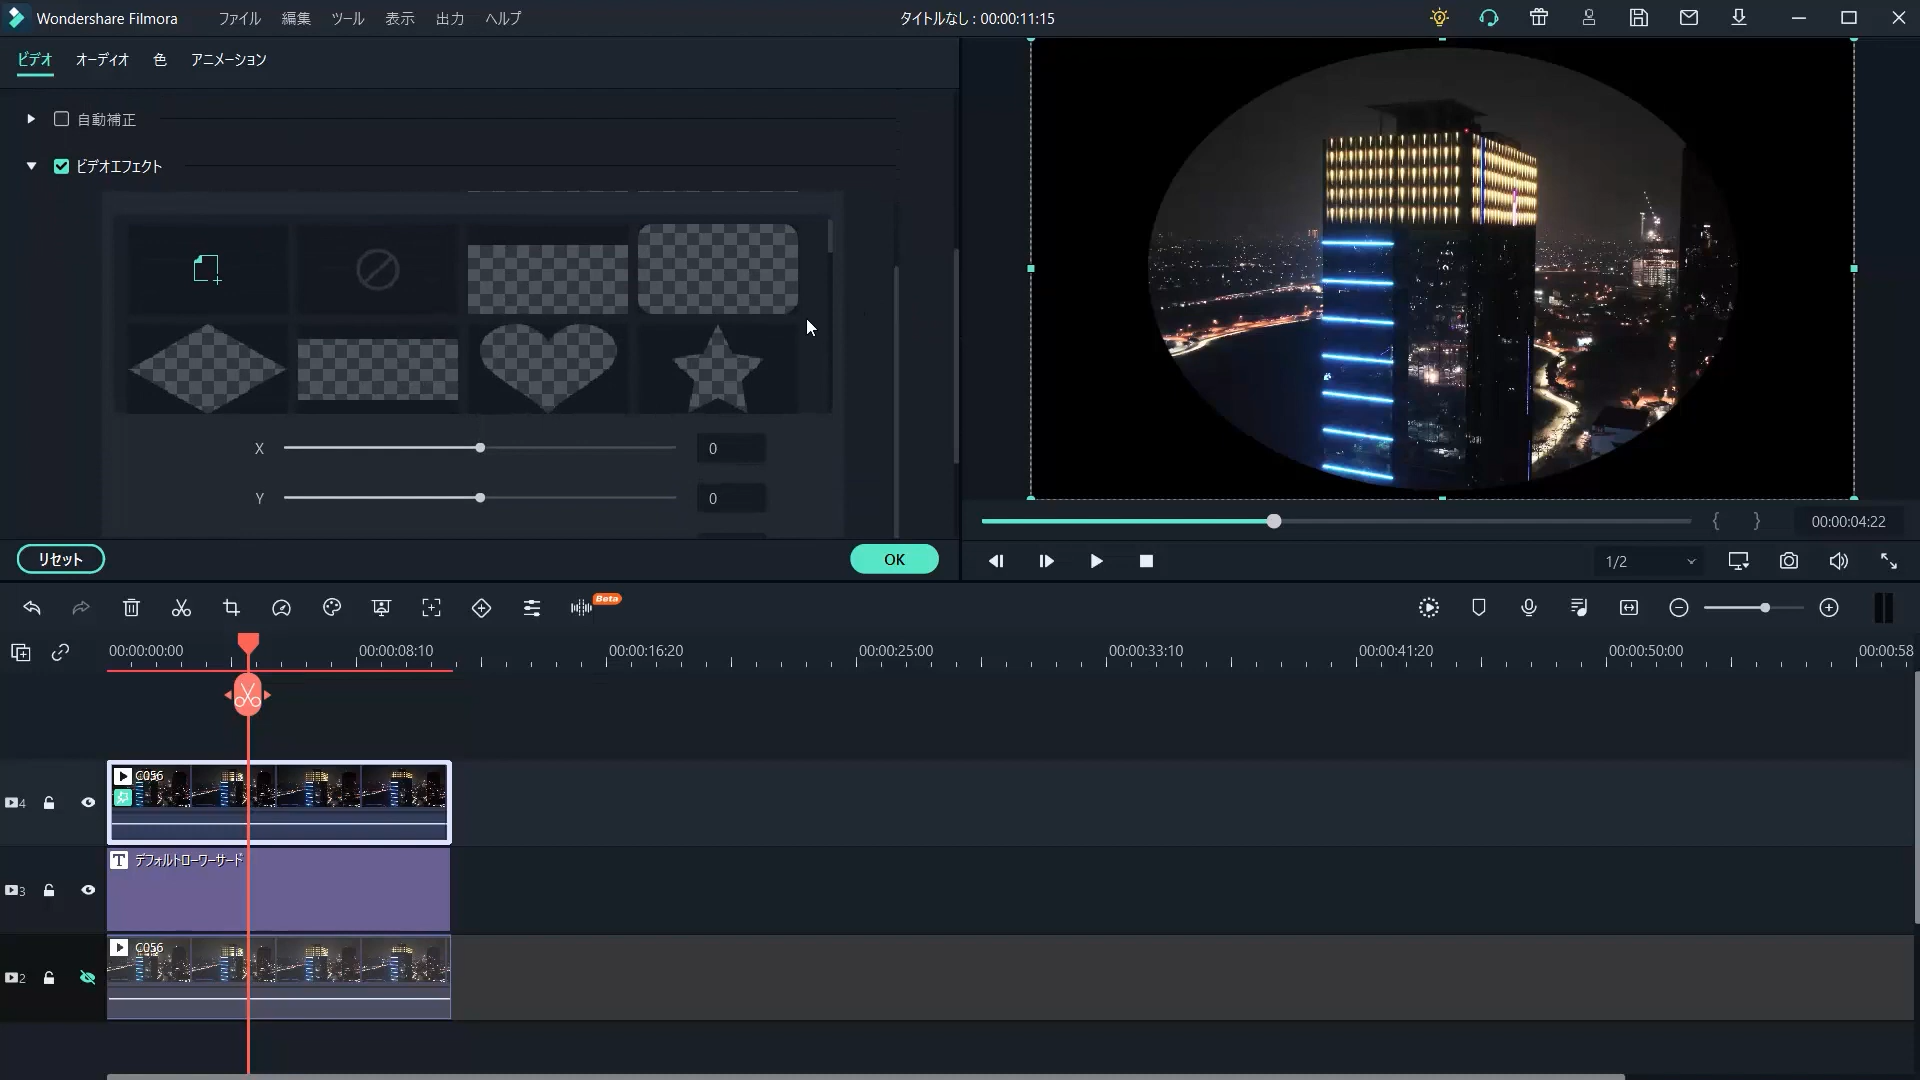 Wondershare Filmora ファイル 編集 ツール 表示 出力 ヘルプ タイトルなし : 00:00:11:15
ビデオ オーディオ 色 アニメーション
自動補正
ビデオエフェクト
X 0
Y 0
リセット OK
{ } 00:00:04:22
1/2
Beta
00:00:00:00 00:00:08:10 00:00:16:20 00:00:25:00 00:00:33:10 00:00:41:20 00:00:50:00 00:00:58
C056
4
T デフォルトローワーサード
3
C056
2